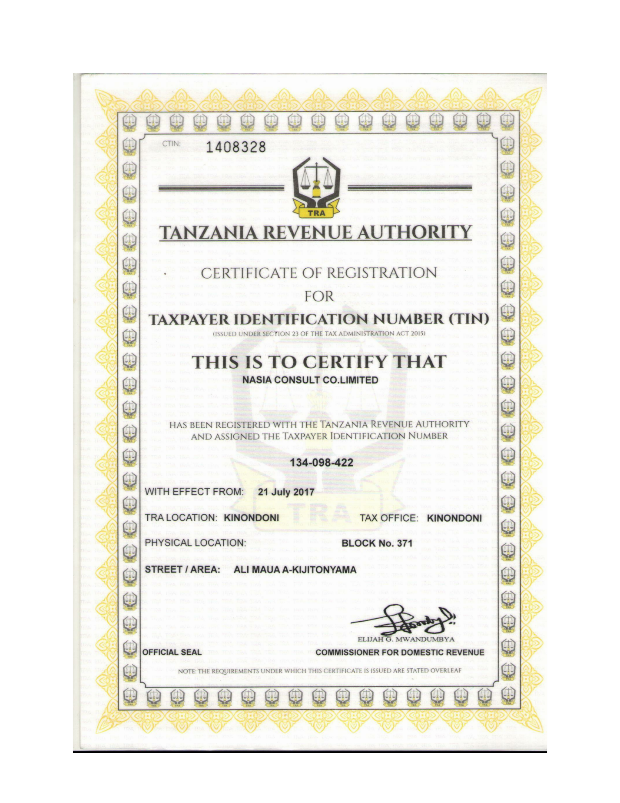 CTIN: 1408328
TRA
TANZANIA REVENUE AUTHORITY
CERTIFICATE OF REGISTRATION
FOR
TAXPAYER IDENTIFICATION NUMBER (TIN)
(ISSUED UNDER SECTION 23 OF THE TAX ADMINISTRATION ACT 2015)
THIS IS TO CERTIFY THAT
NASIA CONSULT CO.LIMITED
HAS BEEN REGISTERED WITH THE TANZANIA REVENUE AUTHORITY
AND ASSIGNED THE TAXPAYER IDENTIFICATION NUMBER
134-098-422
WITH EFFECT FROM: 21 July 2017
TRA
TRA LOCATION: KINONDONI TAX OFFICE: KINONDONI
PHYSICAL LOCATION: BLOCK No. 371
STREET / AREA: ALI MAUA A-KIJITONYAMA
ELIJAH G. MWANDUMBYA
OFFICIAL SEAL COMMISSIONER FOR DOMESTIC REVENUE
NOTE: THE REQUIREMENTS UNDER WHICH THIS CERTIFICATE IS ISSUED ARE STATED OVERLEAF